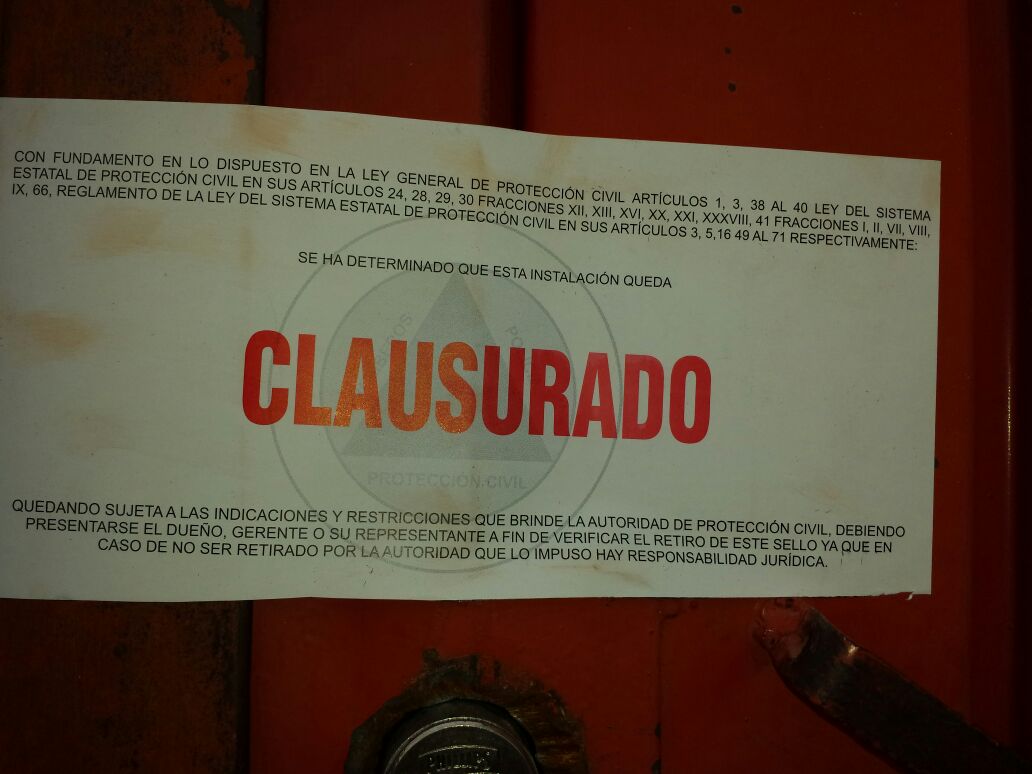 CON FUNDAMENTO EN LO DISPUESTO EN LA LEY GENERAL DE PROTECCIÓN CIVIL ARTÍCULOS 1, 3, 38 AL 40 LEY DEL SISTEMA
ESTATAL DE PROTECCIÓN CIVIL EN SUS ARTÍCULOS 24, 28, 29, 30 FRACCIONES XII, XIII, XVI, XX, XXI, XXXVIII, 41 FRACCIONES I, II, VII, VIII,
IX, 66, REGLAMENTO DE LA LEY DEL SISTEMA ESTATAL DE PROTECCIÓN CIVIL EN SUS ARTÍCULOS 3, 5,16 49 AL 71 RESPECTIVAMENTE:
SE HA DETERMINADO QUE ESTA INSTALACIÓN QUEDA
CLAUSURADO
PROTECCIÓN CIVIL
QUEDANDO SUJETA A LAS INDICACIONES Y RESTRICCIONES QUE BRINDE LA AUTORIDAD DE PROTECCIÓN CIVIL, DEBIENDO
PRESENTARSE EL DUEÑO, GERENTE O SU REPRESENTANTE A FIN DE VERIFICAR EL RETIRO DE ESTE SELLO YA QUE EN
CASO DE NO SER RETIRADO POR LA AUTORIDAD QUE LO IMPUSO HAY RESPONSABILIDAD JURÍDICA.
PHILLIPS